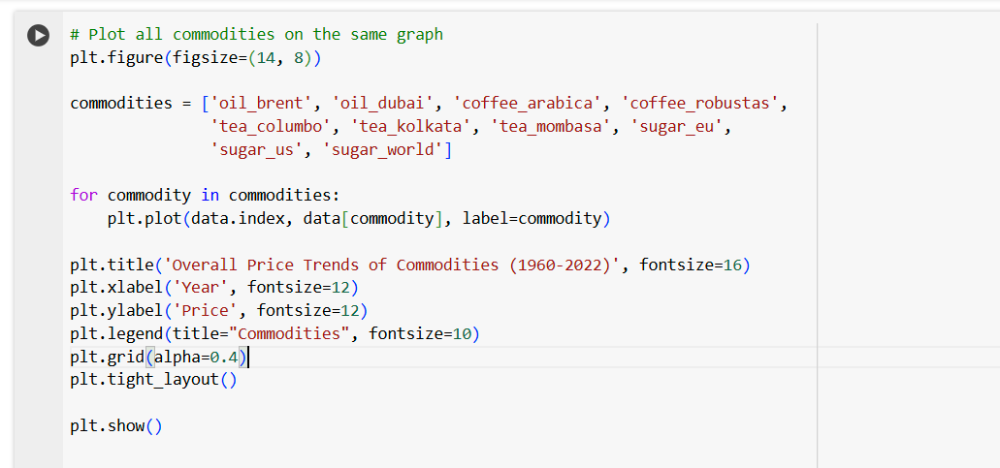 # Plot all commodities on the same graph
plt.figure(figsize=(14, 8))
commodities = ['oil_brent', 'oil_dubai', 'coffee_arabica', 'coffee_robustas',
'tea_columbo', 'tea_kolkata', 'tea_mombasa', 'sugar_eu',
'sugar_us', 'sugar_world']
for commodity in commodities:
plt.plot(data.index, data[commodity], label=commodity)
plt.title('Overall Price Trends of Commodities (1960-2022)', fontsize=16)
plt.xlabel('Year', fontsize=12)
plt.ylabel('Price', fontsize=12)
plt.legend(title="Commodities", fontsize=10)
plt.grid(alpha=0.4)
plt.tight_layout()
plt.show()